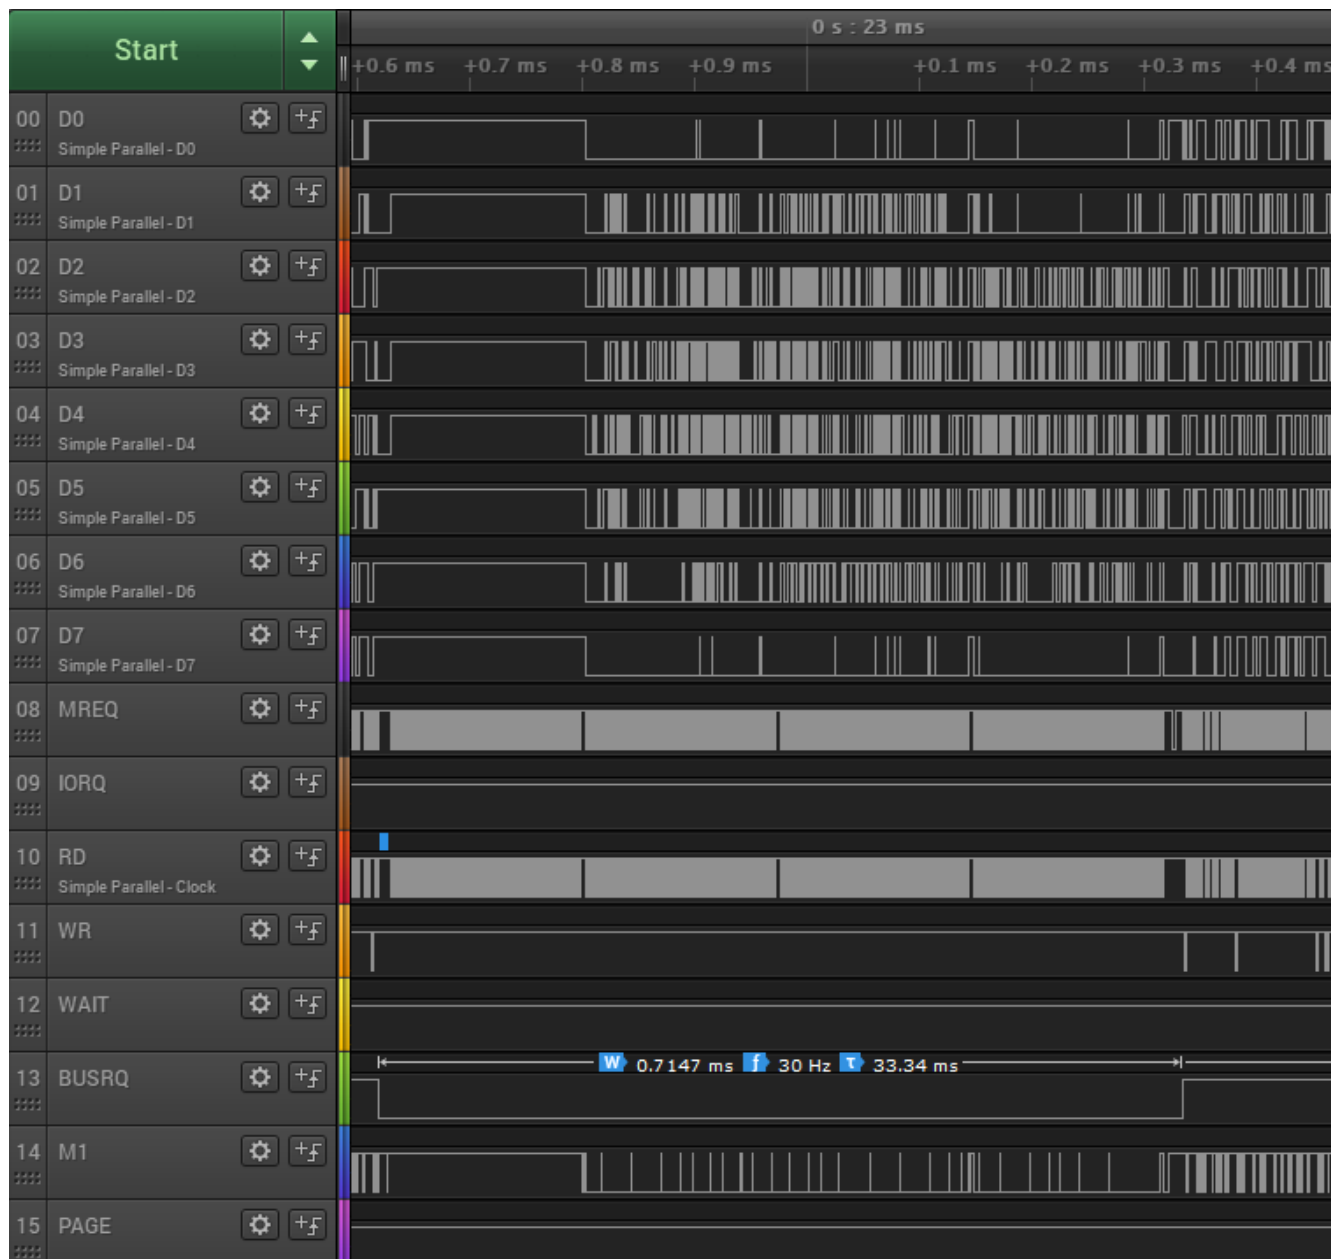 Start
0 s : 23 ms
+0.6 ms +0.7 ms +0.8 ms +0.9 ms +0.1 ms +0.2 ms +0.3 ms +0.4 ms
00 D0
Simple Parallel - D0
01 D1
Simple Parallel - D1
02 D2
Simple Parallel - D2
03 D3
Simple Parallel - D3
04 D4
Simple Parallel - D4
05 D5
Simple Parallel - D5
06 D6
Simple Parallel - D6
07 D7
Simple Parallel - D7
08 MREQ
09 IORQ
10 RD
Simple Parallel - Clock
11 WR
12 WAIT
W 0.7147 ms f 30 Hz τ 33.34 ms
13 BUSRQ
14 M1
15 PAGE